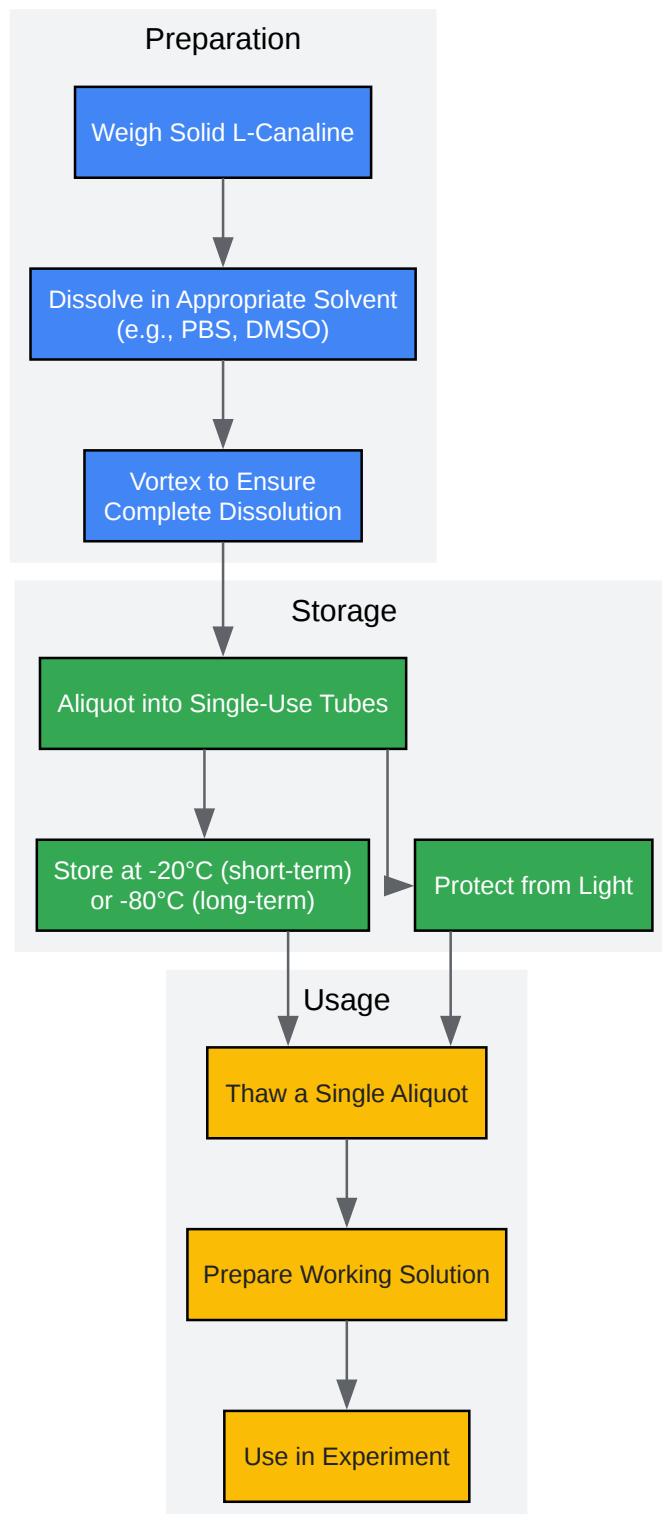 Preparation
Weigh Solid L-Canaline
Dissolve in Appropriate Solvent
(e.g., PBS, DMSO)
Vortex to Ensure
Complete Dissolution
Storage
Aliquot into Single-Use Tubes
Store at -20°C (short-term)
or -80°C (long-term)
Protect from Light
Usage
Thaw a Single Aliquot
Prepare Working Solution
Use in Experiment